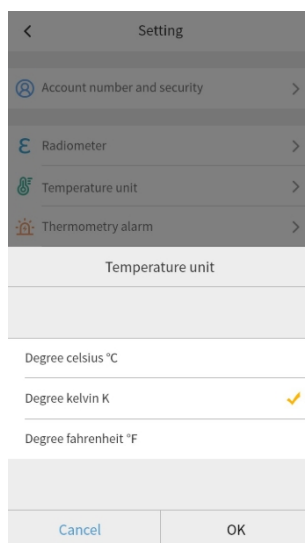 Setting
Account number and security
Radiometer
Temperature unit
Thermometry alarm
Temperature unit
Degree celsius °C
Degree kelvin K
Degree fahrenheit °F
Cancel OK